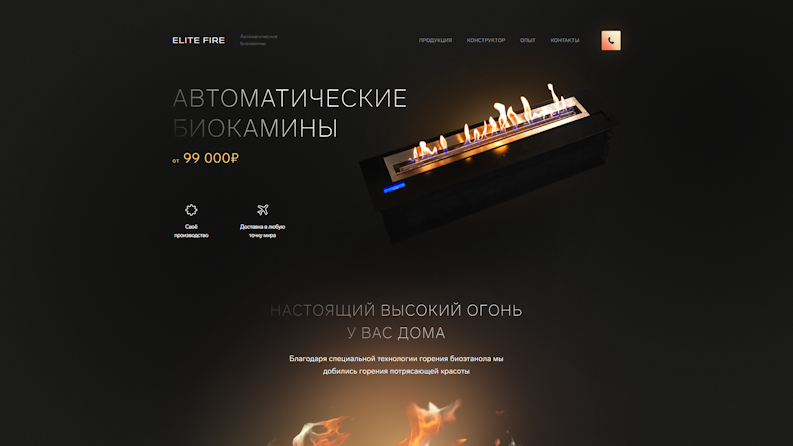 ELITE FIRE
Автоматические
биокамины
ПРОДУКЦИЯ
КОНСТРУКТОР
ОПЫТ
КОНТАКТЫ
АВТОМАТИЧЕСКИЕ
БИОКАМИНЫ
от 99 000₽
Своё
производство
Доставка в любую
точку мира
НАСТОЯЩИЙ ВЫСОКИЙ ОГОНЬ
У ВАС ДОМА
Благодаря специальной технологии горения биоэтанола мы
добились горения потрясающей красоты